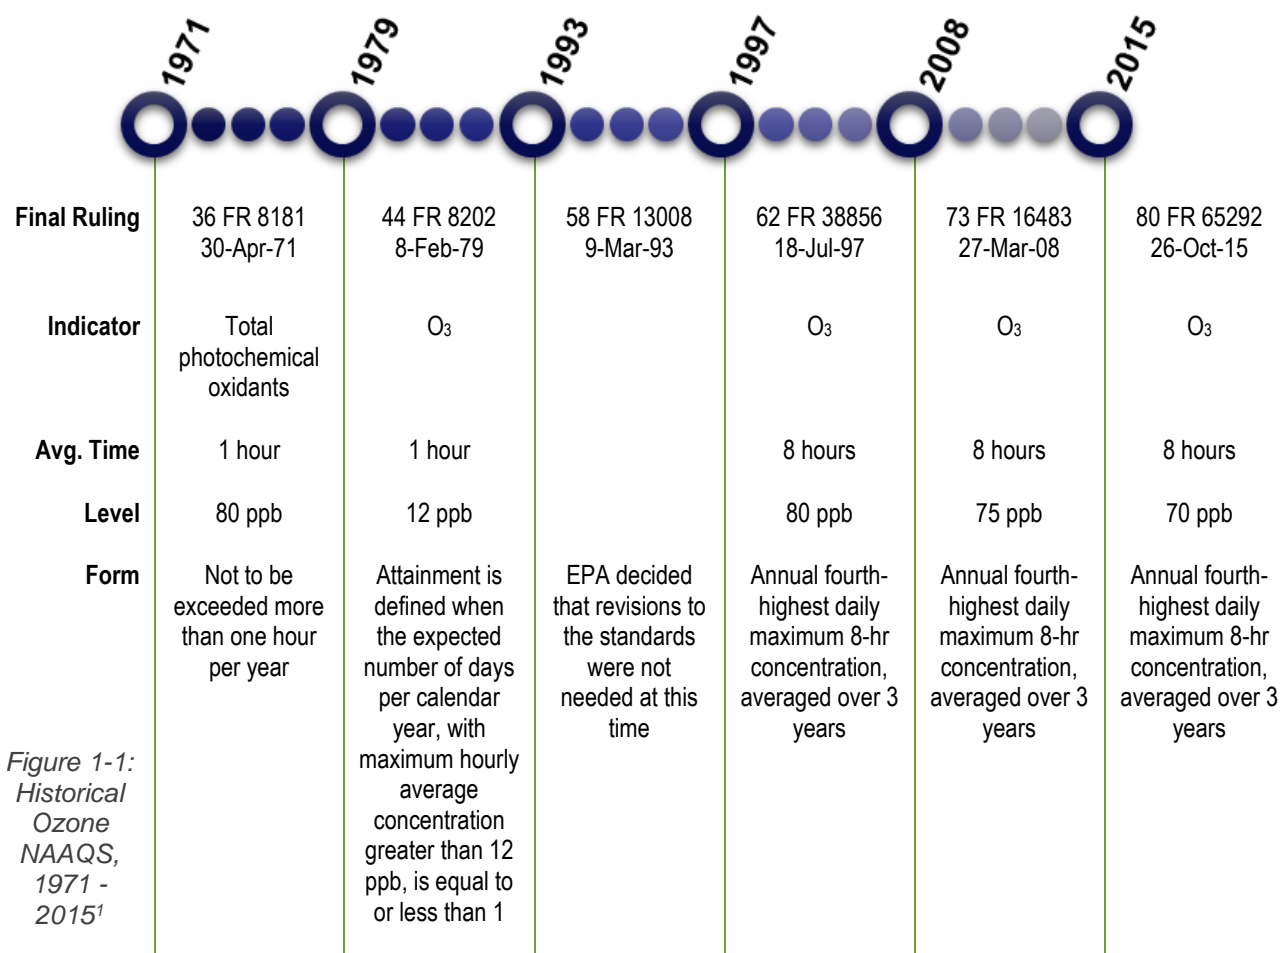 1971
1979
1993
1997
2008
2015
Final Ruling
36 FR 8181
30-Apr-71
44 FR 8202
8-Feb-79
58 FR 13008
9-Mar-93
62 FR 38856
18-Jul-97
73 FR 16483
27-Mar-08
80 FR 65292
26-Oct-15
Indicator
Total
photochemical
oxidants
O₃
O₃
O₃
O₃
Avg. Time
1 hour
1 hour
8 hours
8 hours
8 hours
Level
80 ppb
12 ppb
80 ppb
75 ppb
70 ppb
Form
Not to be
exceeded more
than one hour
per year
Attainment is
defined when
the expected
number of days
per calendar
year, with
maximum hourly
average
concentration
greater than 12
ppb, is equal to
or less than 1
EPA decided
that revisions to
the standards
were not
needed at this
time
Annual fourth-
highest daily
maximum 8-hr
concentration,
averaged over 3
years
Annual fourth-
highest daily
maximum 8-hr
concentration,
averaged over 3
years
Annual fourth-
highest daily
maximum 8-hr
concentration,
averaged over 3
years
Figure 1-1:
Historical
Ozone
NAAQS,
1971 -
2015¹